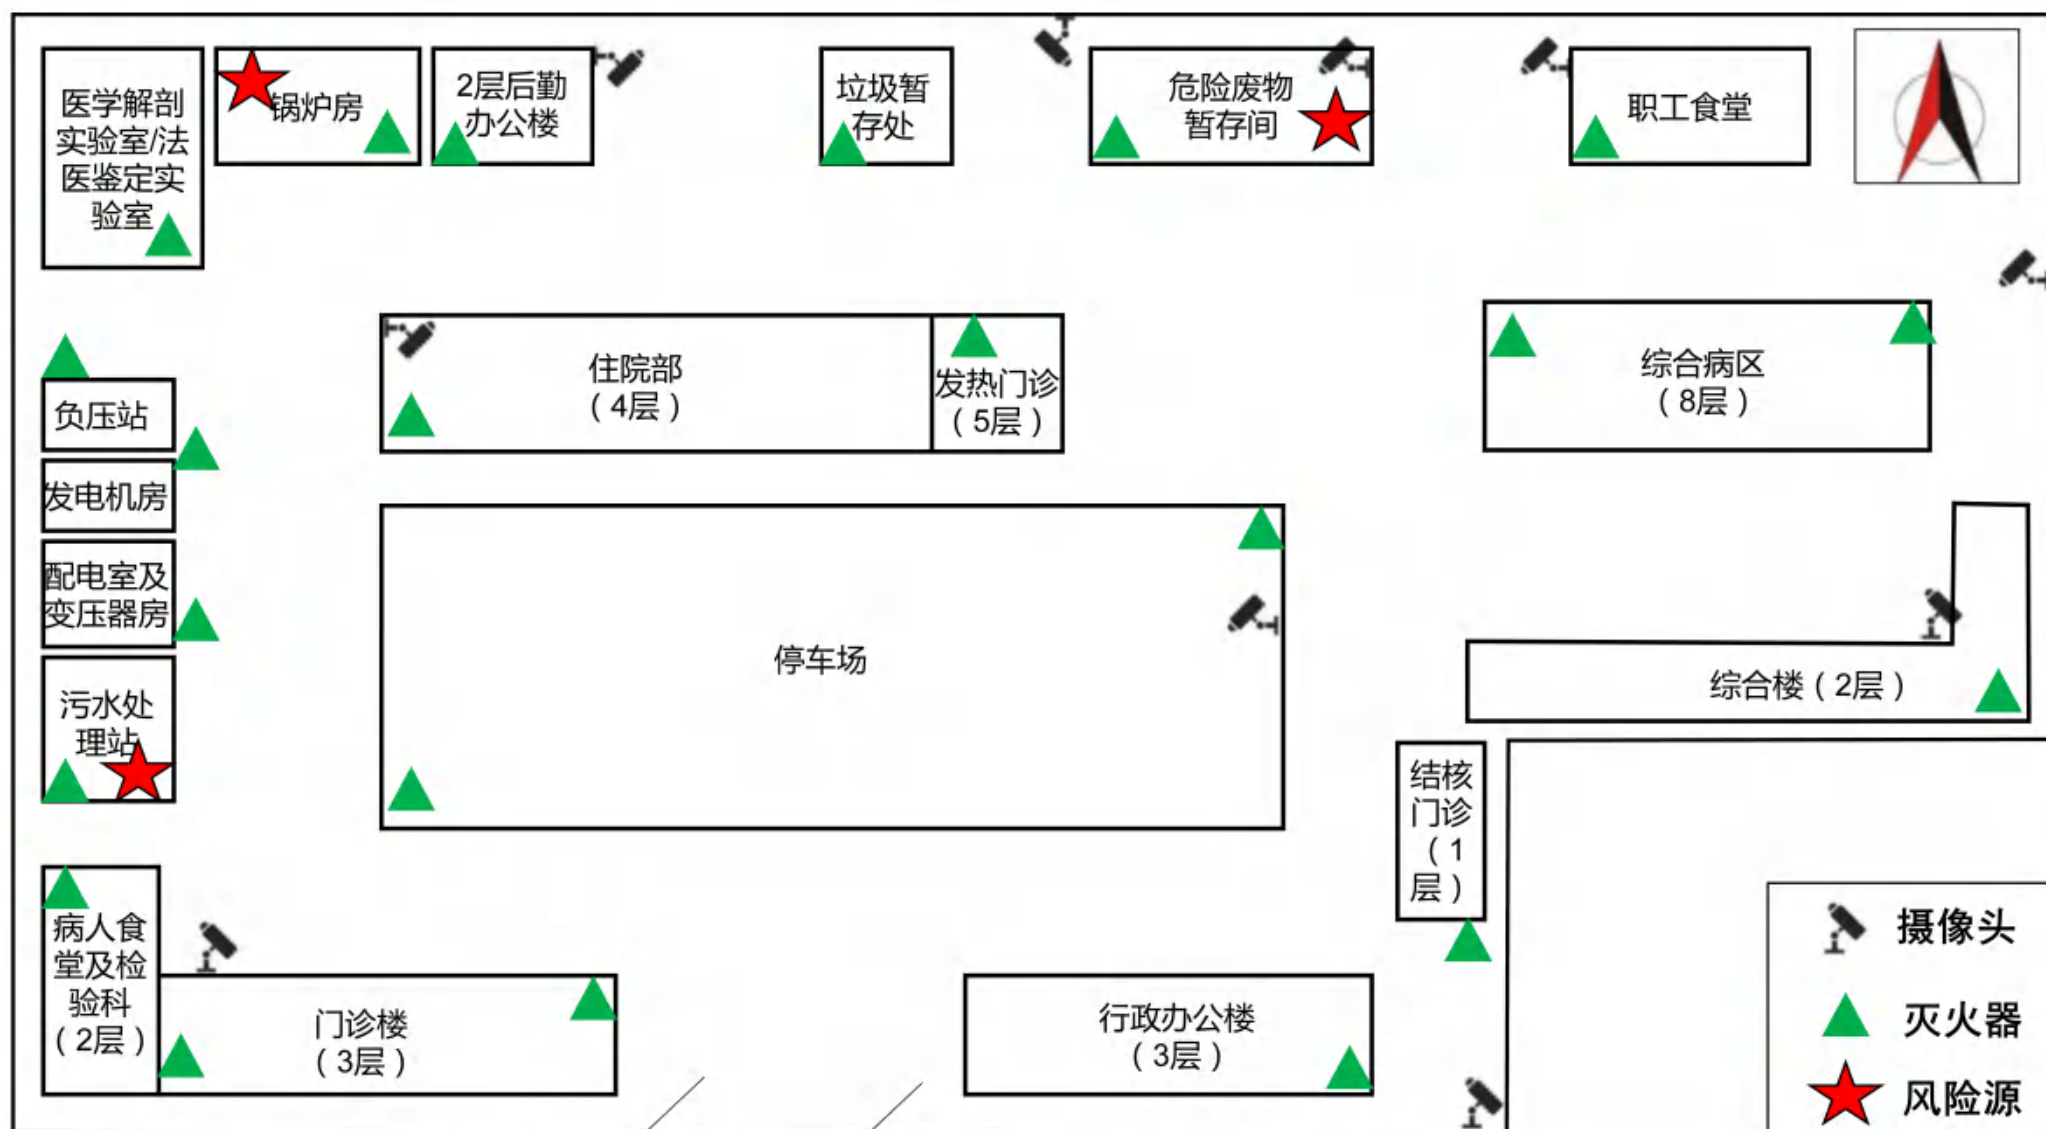 医学解剖
实验室/法
医鉴定实
验室
锅炉房
2层后勤
办公楼
垃圾暂
存处
危险废物
暂存间
职工食堂
住院部
（4层）
发热门诊
（5层）
综合病区
（8层）
负压站
发电机房
配电室及
变压器房
污水处
理站
停车场
综合楼（2层）
结核
门诊
（1
层）
病人食
堂及检
验科
（2层）
门诊楼
（3层）
行政办公楼
（3层）
摄像头
灭火器
风险源